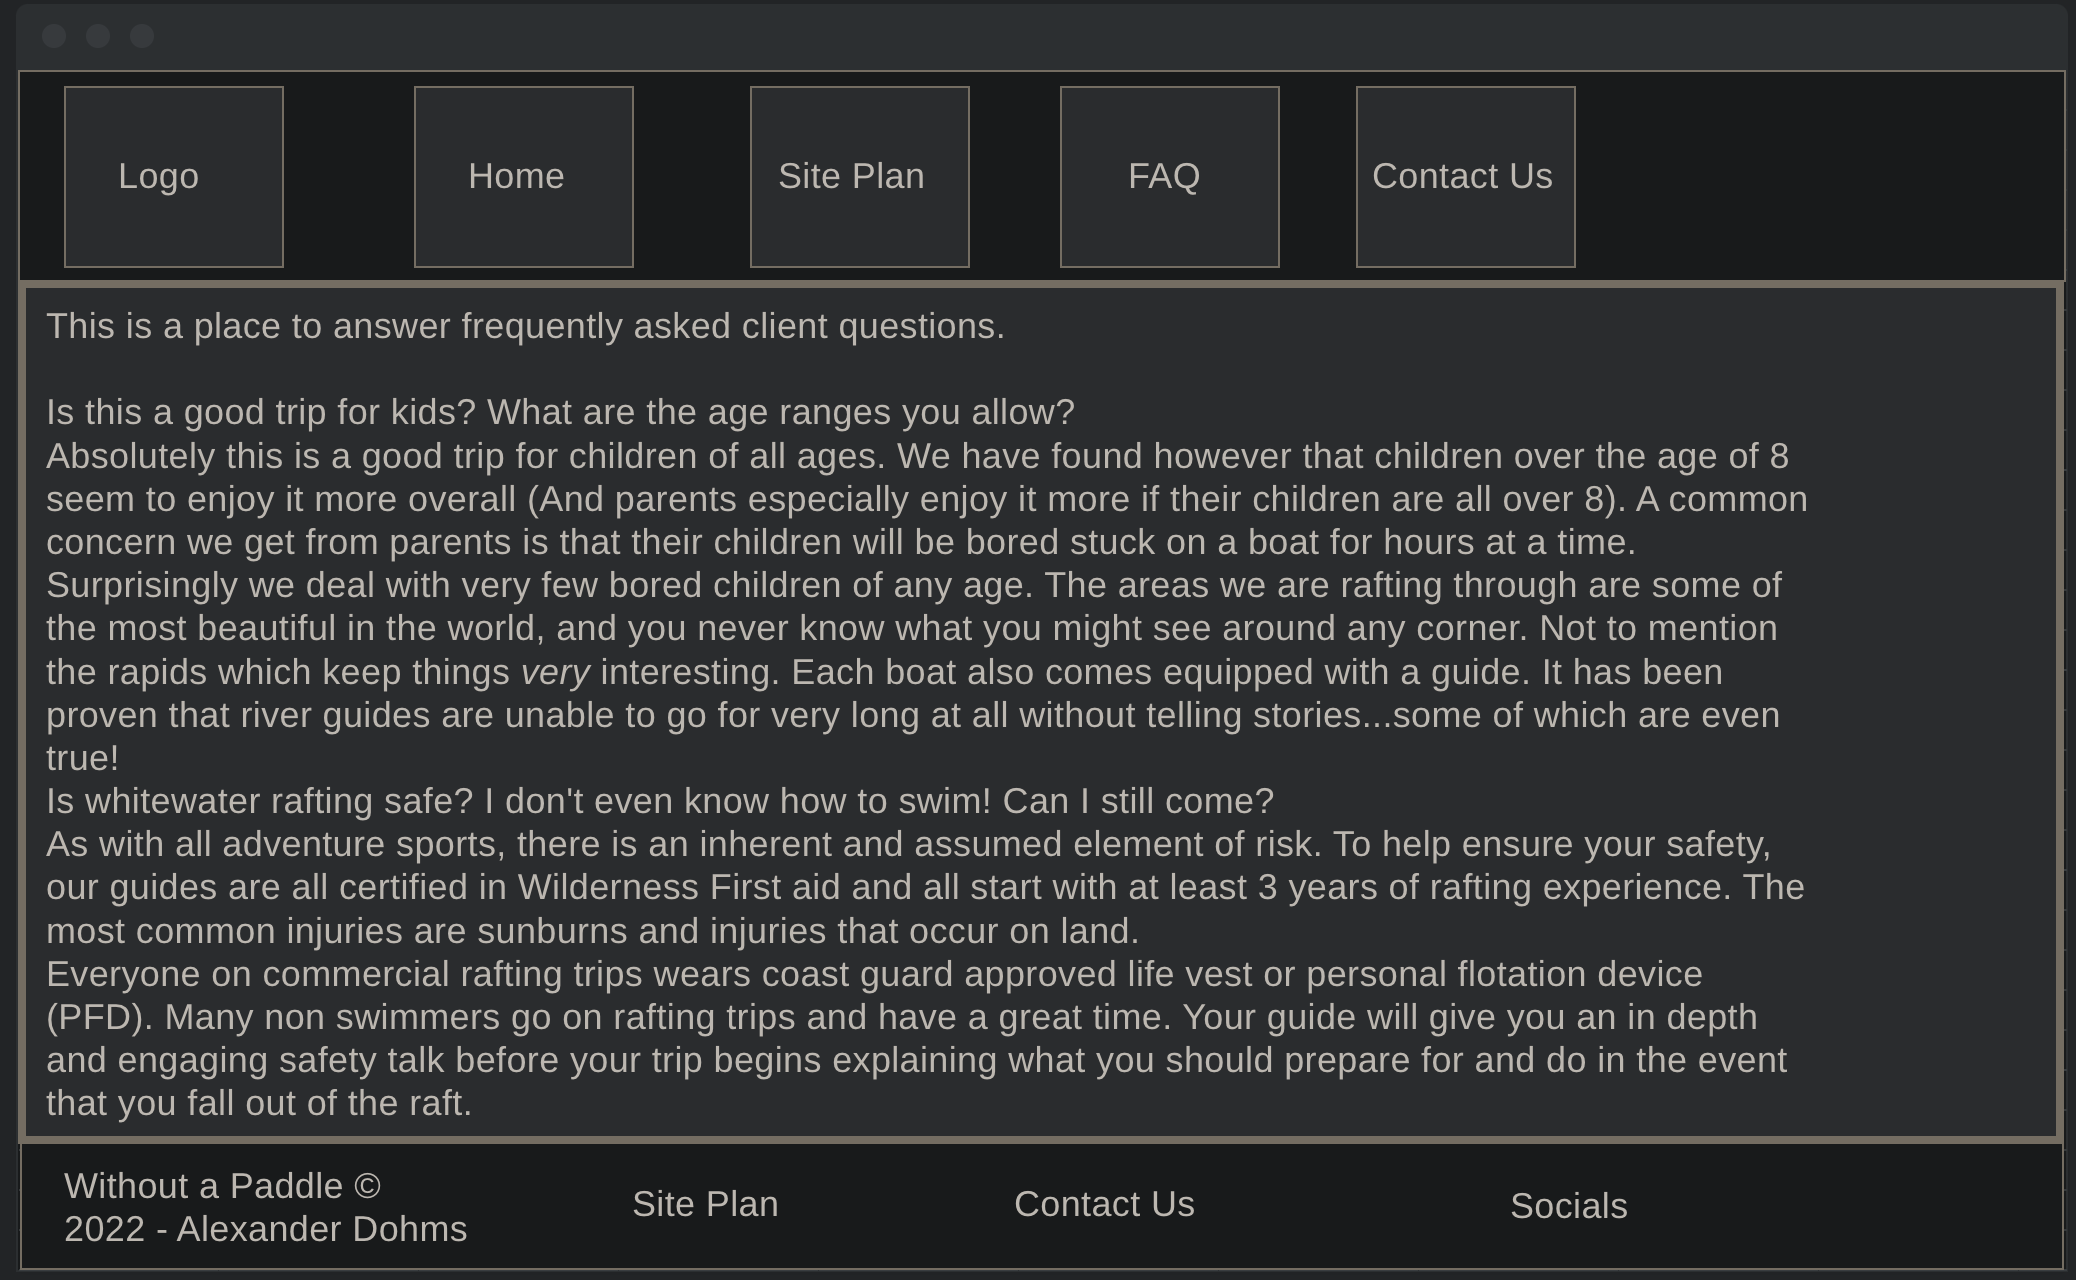 Logo
Home
Site Plan
FAQ
Contact Us
This is a place to answer frequently asked client questions.
Is this a good trip for kids? What are the age ranges you allow?
Absolutely this is a good trip for children of all ages. We have found however that children over the age of 8
seem to enjoy it more overall (And parents especially enjoy it more if their children are all over 8). A common
concern we get from parents is that their children will be bored stuck on a boat for hours at a time.
Surprisingly we deal with very few bored children of any age. The areas we are rafting through are some of
the most beautiful in the world, and you never know what you might see around any corner. Not to mention
the rapids which keep things very interesting. Each boat also comes equipped with a guide. It has been
proven that river guides are unable to go for very long at all without telling stories...some of which are even
true!
Is whitewater rafting safe? I don't even know how to swim! Can I still come?
As with all adventure sports, there is an inherent and assumed element of risk. To help ensure your safety,
our guides are all certified in Wilderness First aid and all start with at least 3 years of rafting experience. The
most common injuries are sunburns and injuries that occur on land.
Everyone on commercial rafting trips wears coast guard approved life vest or personal flotation device
(PFD). Many non swimmers go on rafting trips and have a great time. Your guide will give you an in depth
and engaging safety talk before your trip begins explaining what you should prepare for and do in the event
that you fall out of the raft.
Without a Paddle ©
2022 - Alexander Dohms
Site Plan
Contact Us
Socials